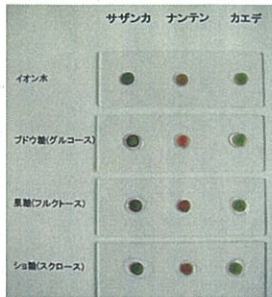 サザンカ ナンテン カエデ
イオン水
ブドウ糖(グルコース)
果糖(フルクトース)
ショ糖(スクロース)